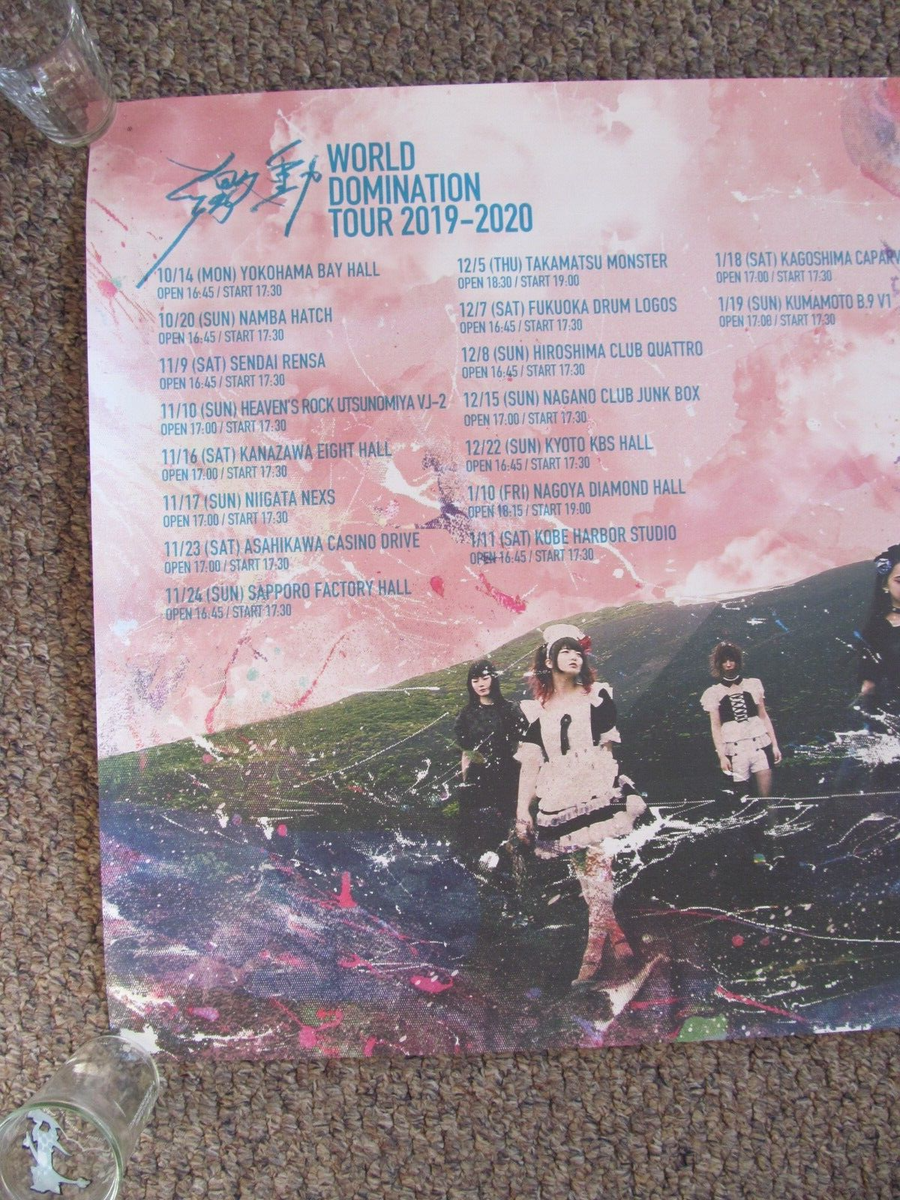 激動
WORLD
DOMINATION
TOUR 2019-2020
10/14 (MON) YOKOHAMA BAY HALL
OPEN 16:45 / START 17:30
10/20 (SUN) NAMBA HATCH
OPEN 16:45 / START 17:30
11/9 (SAT) SENDAI RENSA
OPEN 16:45 / START 17:30
11/10 (SUN) HEAVEN'S ROCK UTSUNOMIYA VJ-2
OPEN 17:00 / START 17:30
11/16 (SAT) KANAZAWA EIGHT HALL
OPEN 17:00 / START 17:30
11/17 (SUN) NIIGATA NEXS
OPEN 17:00 / START 17:30
11/23 (SAT) ASAHIKAWA CASINO DRIVE
OPEN 17:00 / START 17:30
11/24 (SUN) SAPPORO FACTORY HALL
OPEN 16:45 / START 17:30
12/5 (THU) TAKAMATSU MONSTER
OPEN 18:30 / START 19:00
12/7 (SAT) FUKUOKA DRUM LOGOS
OPEN 16:45 / START 17:30
12/8 (SUN) HIROSHIMA CLUB QUATTRO
OPEN 16:45 / START 17:30
12/15 (SUN) NAGANO CLUB JUNK BOX
OPEN 17:00 / START 17:30
12/22 (SUN) KYOTO KBS HALL
OPEN 16:45 / START 17:30
1/10 (FRI) NAGOYA DIAMOND HALL
OPEN 18:15 / START 19:00
1/11 (SAT) KOBE HARBOR STUDIO
OPEN 16:45 / START 17:30
1/18 (SAT) KAGOSHIMA CAPARV
OPEN 17:00 / START 17:30
1/19 (SUN) KUMAMOTO B.9 V1
OPEN 17:00 / START 17:30